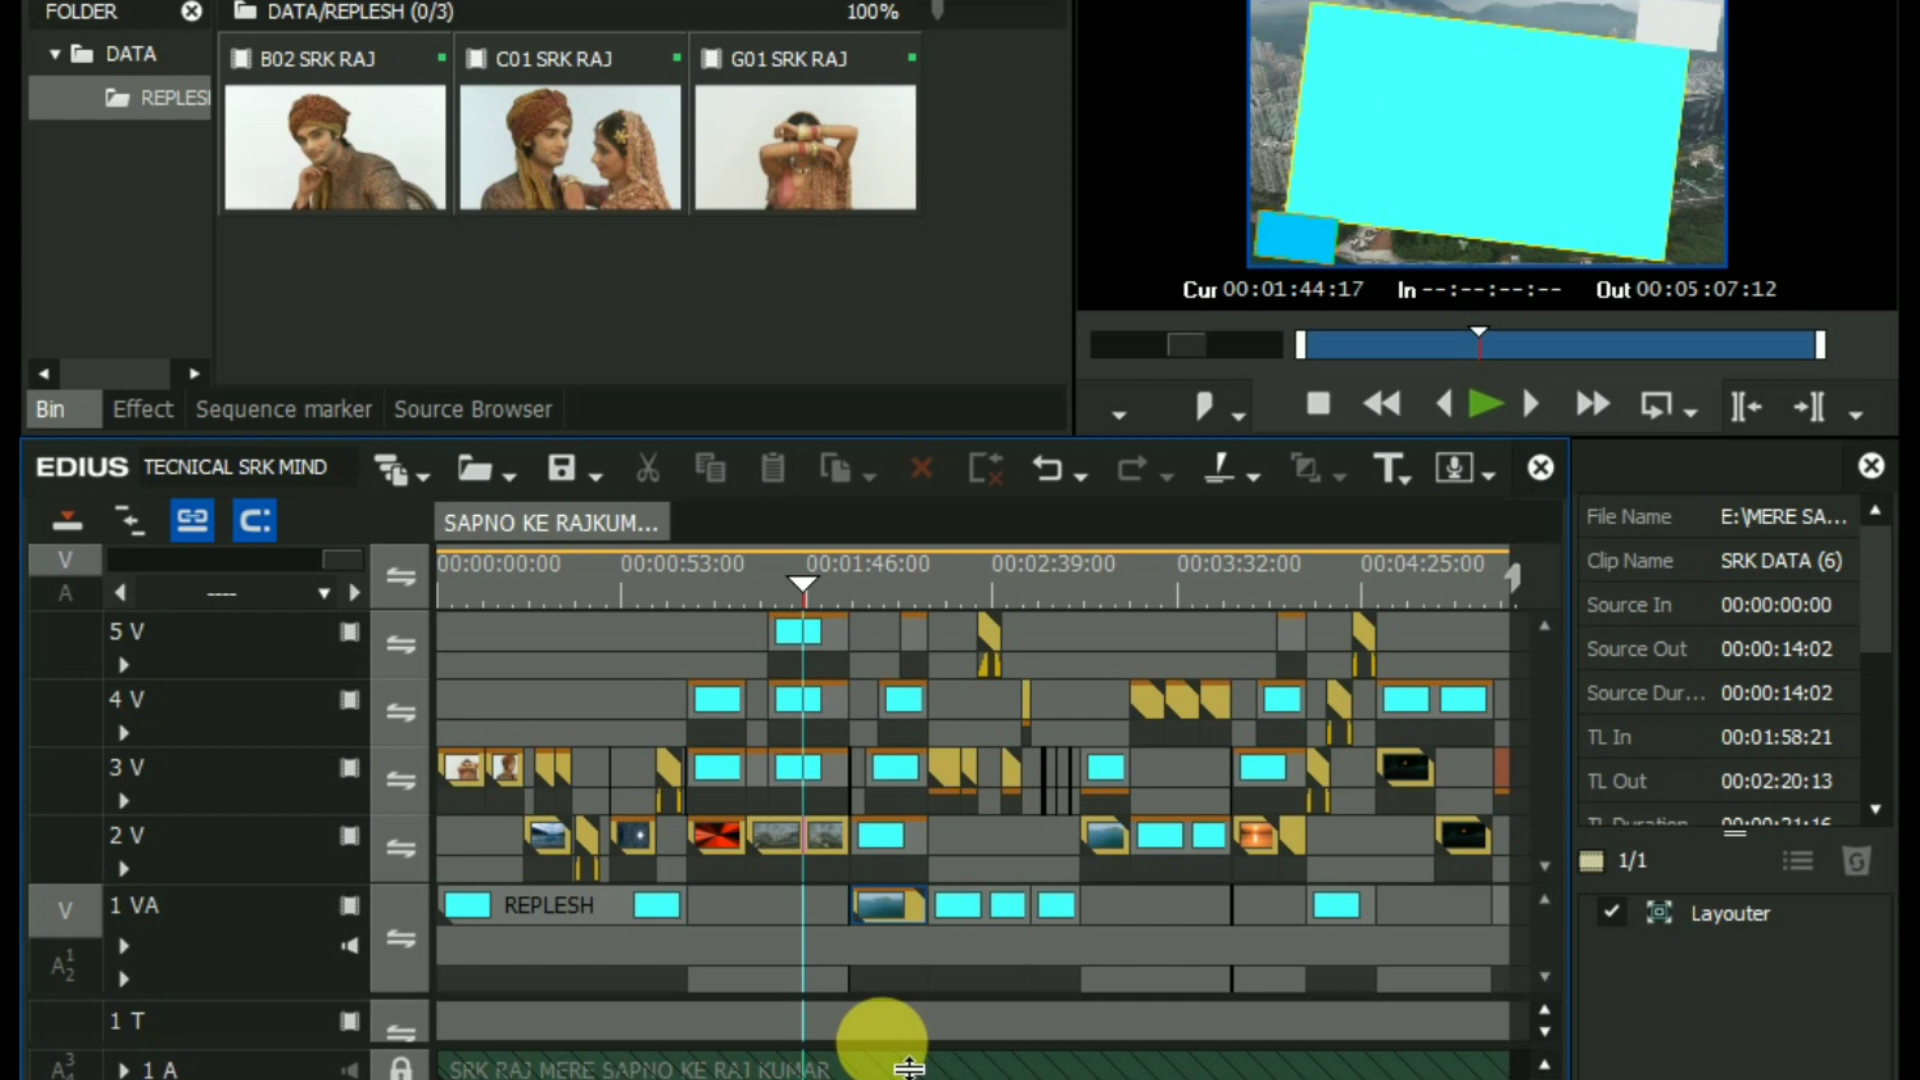 FOLDER
DATA/REPLESH (0/3)
100%
DATA
REPLESI
B02 SRK RAJ
C01 SRK RAJ
G01 SRK RAJ
Cur 00:01:44:17
In --:--:--:--
Out 00:05:07:12
Bin
Effect
Sequence marker
Source Browser
EDIUS
TECNICAL SRK MIND
SAPNO KE RAJKUM...
V
A
----
00:00:00:00
00:00:53:00
00:01:46:00
00:02:39:00
00:03:32:00
00:04:25:00
5 V
4 V
3 V
2 V
V
1 VA
A 1 2
REPLESH
1 T
A 3 4
1 A
SRK RAJ MERE SAPNO KE RAJ KUMAR
File Name E:\MERE SA...
Clip Name SRK DATA (6)
Source In 00:00:00:00
Source Out 00:00:14:02
Source Dur... 00:00:14:02
TL In 00:01:58:21
TL Out 00:02:20:13
TL Duration 00:00:21:16
1/1
Layouter